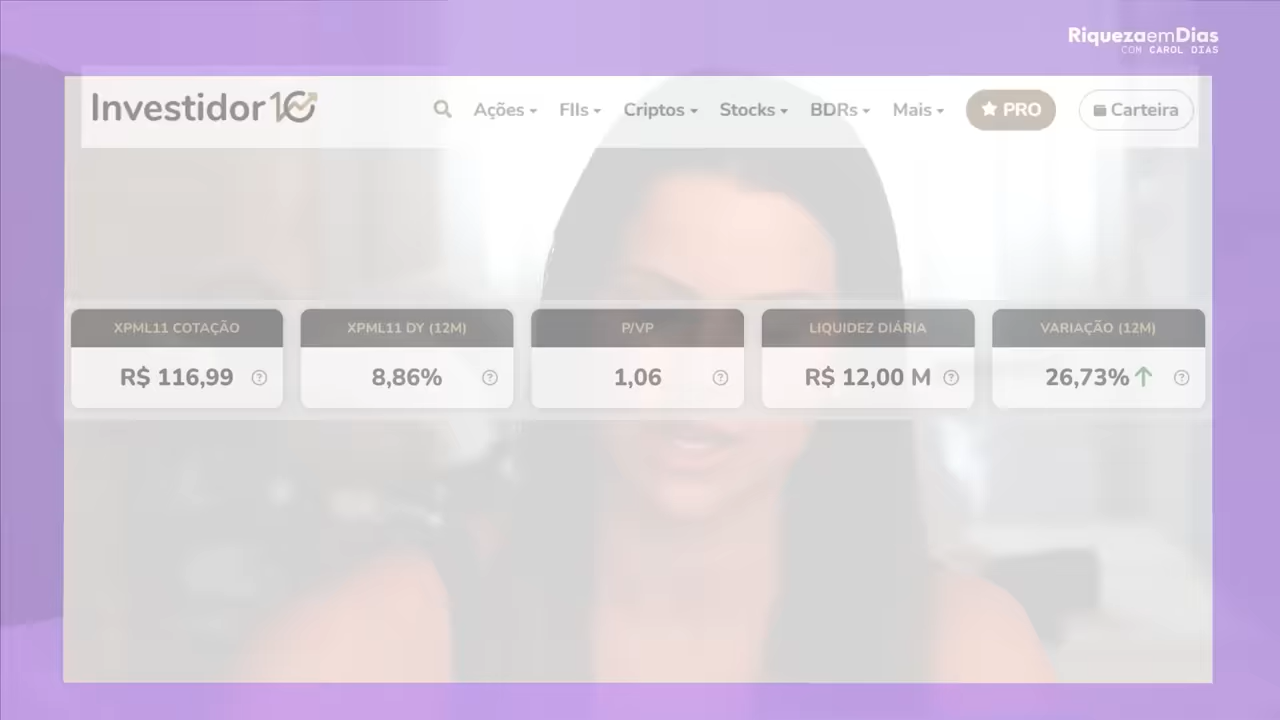 RiquezaemDias
COM CAROL DIAS
Investidor10
Ações
FIIs
Criptos
Stocks
BDRs
Mais
PRO
Carteira
XPML11 COTAÇÃO
R$ 116,99
XPML11 DY (12M)
8,86%
P/VP
1,06
LIQUIDEZ DIÁRIA
R$ 12,00 M
VARIAÇÃO (12M)
26,73%